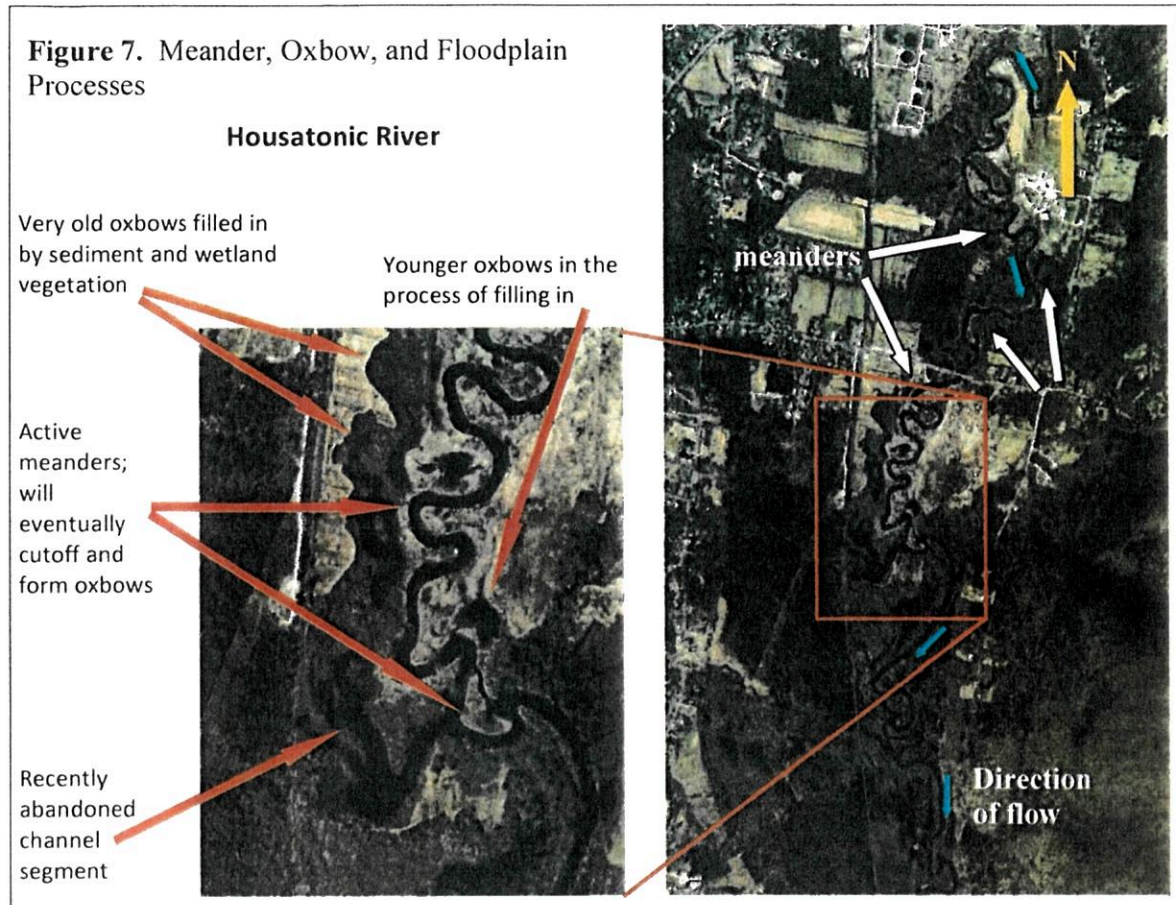 Figure 7. Meander, Oxbow, and Floodplain
Processes
Housatonic River
Very old oxbows filled in
by sediment and wetland
vegetation
Younger oxbows in the
process of filling in
Active
meanders;
will
eventually
cutoff and
form oxbows
Recently
abandoned
channel
segment
N
meanders
Direction
of flow